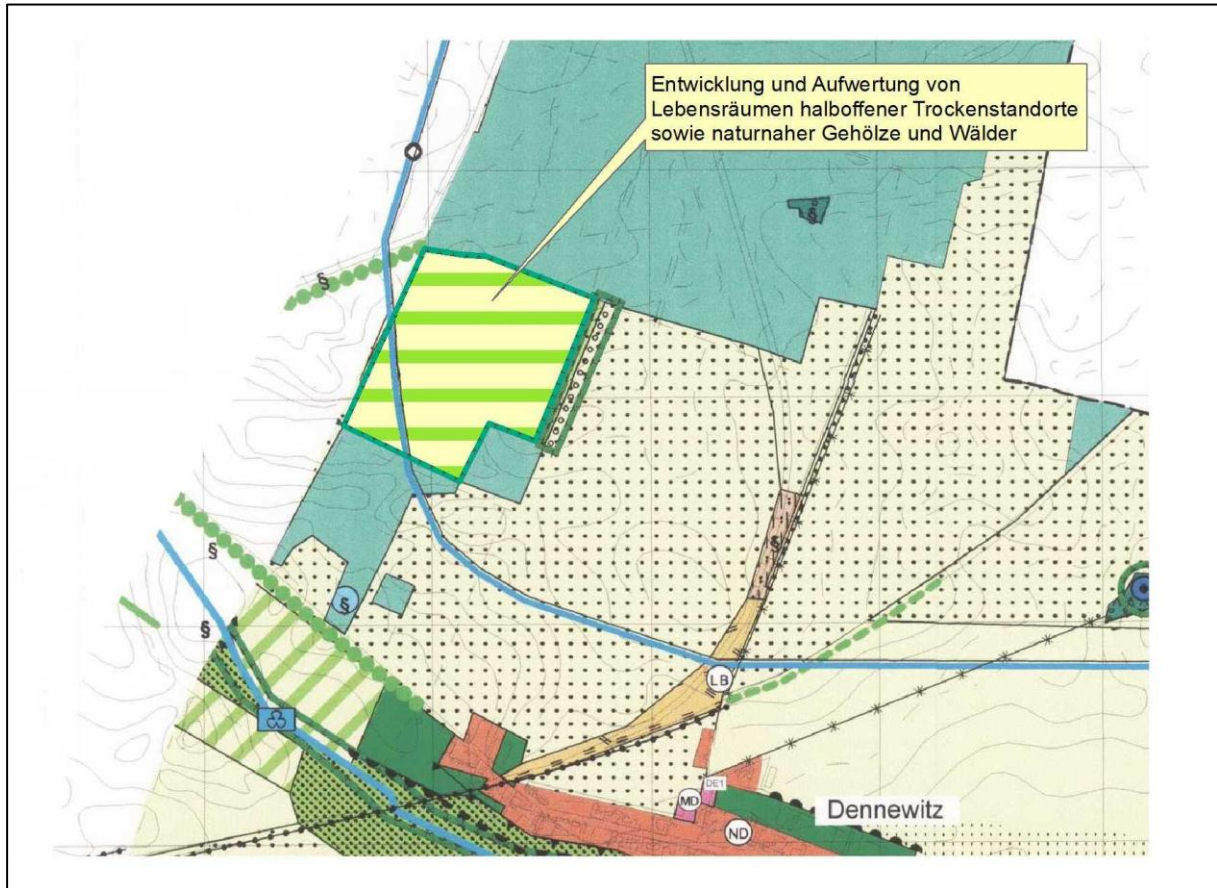 Entwicklung und Aufwertung von
Lebensräumen halboffener Trockenstandorte
sowie naturnaher Gehölze und Wälder
§
§
§
§
§
§
LB
DE1
MD
ND
Dennewitz